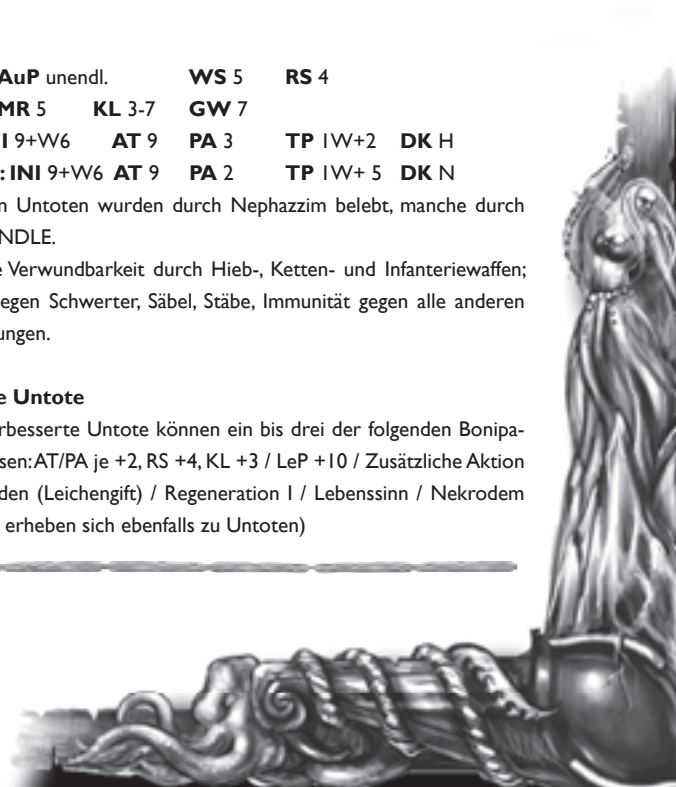 AuP unendl. WS 5 RS 4
MR 5 KL 3-7 GW 7
I 9+W6 AT 9 PA 3 TP 1W+2 DK H
: INI 9+W6 AT 9 PA 2 TP 1W+ 5 DK N
n Untoten wurden durch Nephazzim belebt, manche durch
NDLE.
e Verwundbarkeit durch Hieb-, Ketten- und Infanteriewaffen;
egen Schwerter, Säbel, Stäbe, Immunität gegen alle anderen
ungen.
e Untote
rbesserte Untote können ein bis drei der folgenden Bonipa-
sen: AT/PA je +2, RS +4, KL +3 / LeP +10 / Zusätzliche Aktion
den (Leichengift) / Regeneration I / Lebenssinn / Nekrodem
erheben sich ebenfalls zu Untoten)